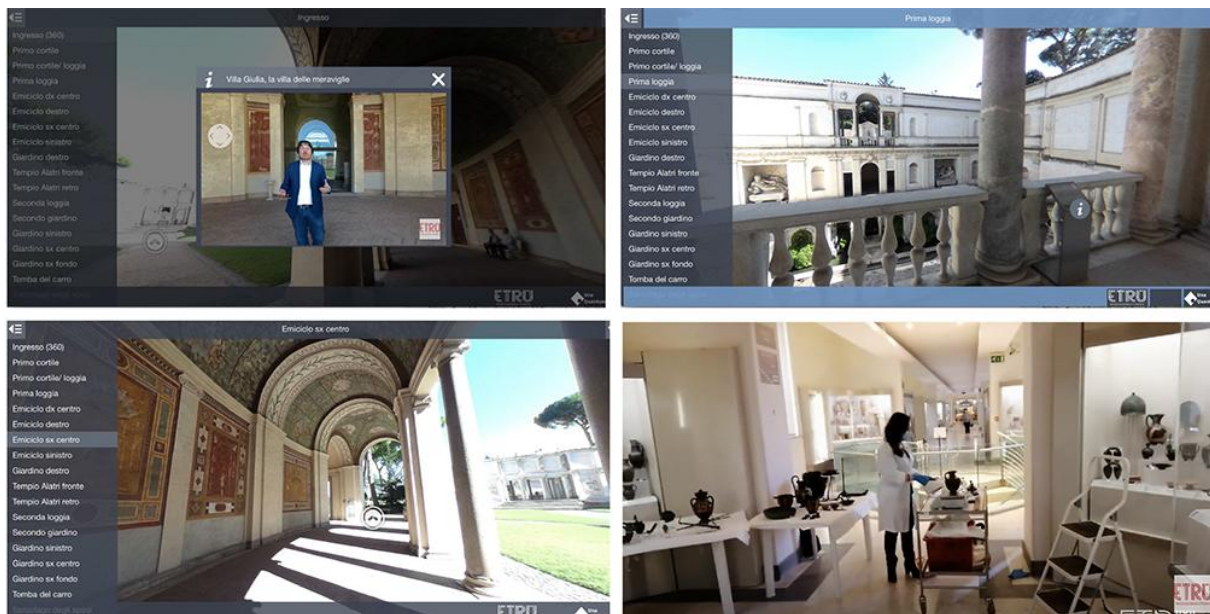 Ingresso
Ingresso (360)
Primo cortile
Primo cortile/ loggia
Prima loggia
Emiciclo dx centro
Emiciclo destro
Emiciclo sx centro
Emiciclo sinistro
Giardino destro
Tempio Alatri fronte
Tempio Alatri retro
Seconda loggia
Secondo giardino
Giardino sinistro
Giardino sx centro
Giardino sx fondo
Tomba del carro
i Villa Giulia, la villa delle meraviglie X
ETRU
ETRU
Prima loggia
Ingresso (360)
Primo cortile
Primo cortile/ loggia
Prima loggia
Emiciclo dx centro
Emiciclo destro
Emiciclo sx centro
Emiciclo sinistro
Giardino destro
Tempio Alatri fronte
Tempio Alatri retro
Seconda loggia
Secondo giardino
Giardino sinistro
Giardino sx centro
Giardino sx fondo
Tomba del carro
i
ETRU
Emiciclo sx centro
Ingresso (360)
Primo cortile
Primo cortile/ loggia
Prima loggia
Emiciclo dx centro
Emiciclo destro
Emiciclo sx centro
Emiciclo sinistro
Giardino destro
Tempio Alatri fronte
Tempio Alatri retro
Seconda loggia
Secondo giardino
Giardino sinistro
Giardino sx centro
Giardino sx fondo
Tomba del carro
ETRU
ETRU